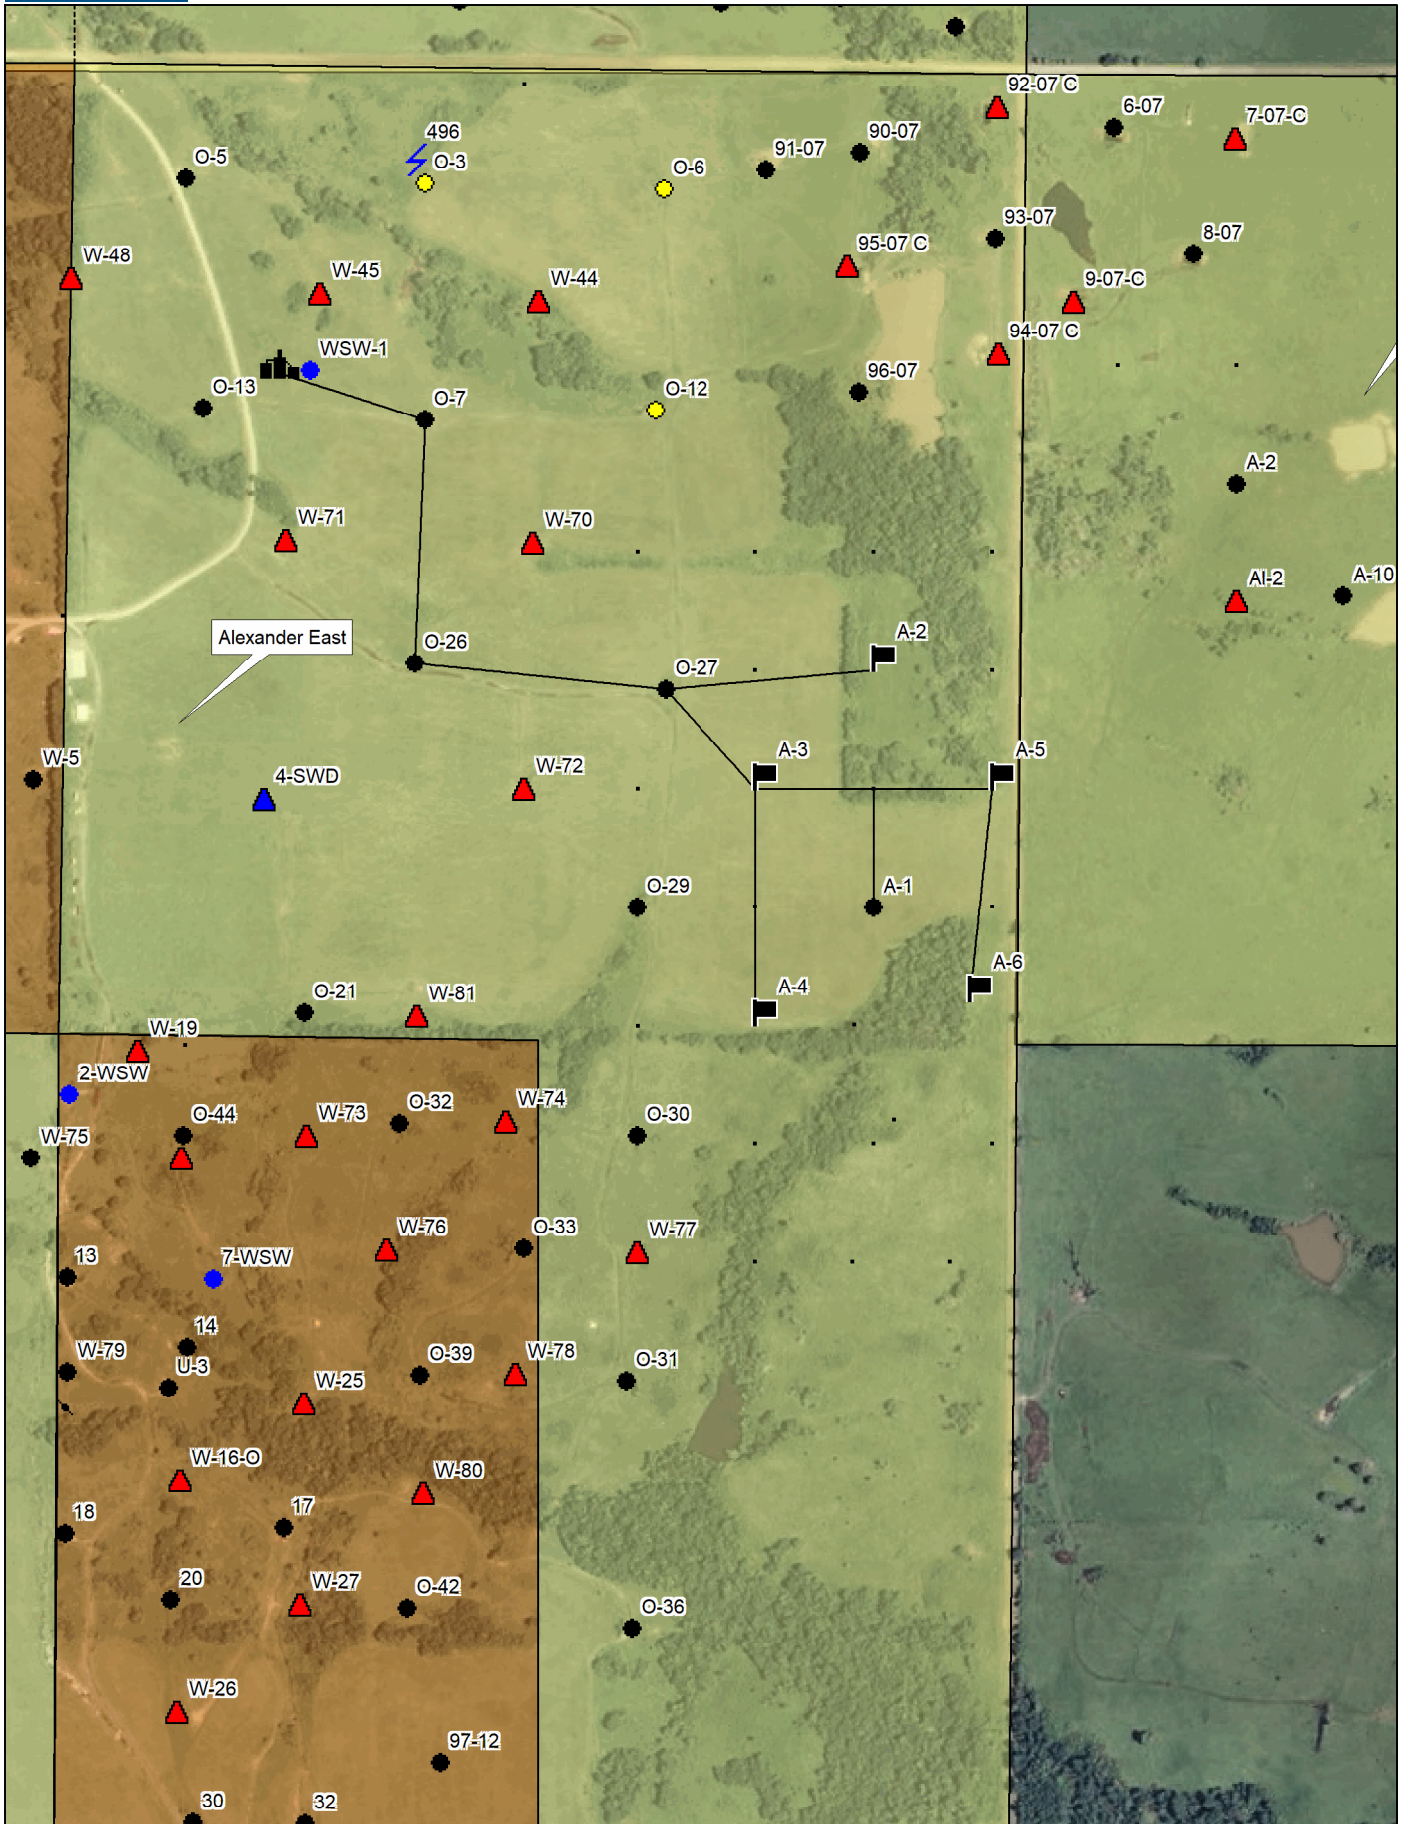 92-07 C
6-07
7-07-C
496
90-07
91-07
O-5
O-3
O-6
93-07
8-07
W-48
W-45
W-44
95-07 C
9-07-C
94-07 C
WSW-1
96-07
O-13
O-7
O-12
A-2
W-71
W-70
AI-2
A-10
Alexander East
O-26
O-27
A-2
W-5
4-SWD
W-72
A-3
A-5
O-29
A-1
O-21
W-81
A-4
A-6
W-19
2-WSW
O-44
W-73
O-32
W-74
O-30
W-75
13
7-WSW
W-76
O-33
W-77
14
W-79
U-3
W-25
O-39
W-78
O-31
W-16-O
W-80
18
17
20
W-27
O-42
O-36
W-26
97-12
30
32